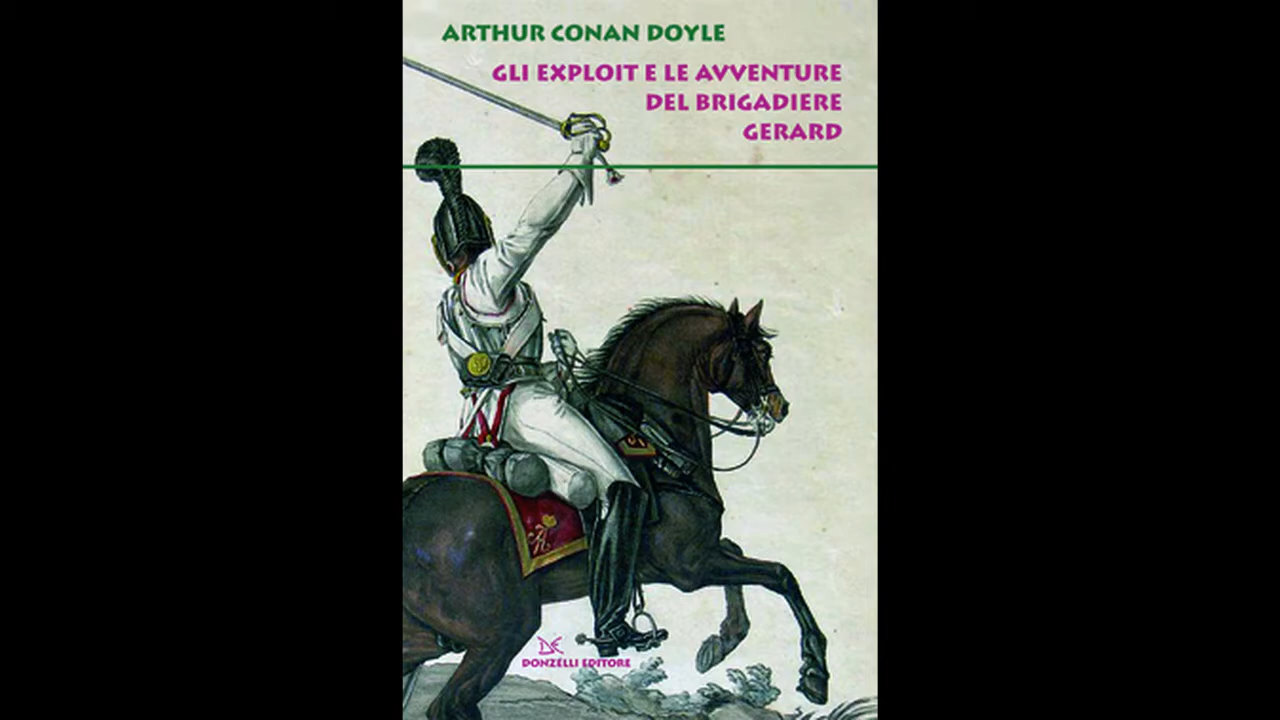 ARTHUR CONAN DOYLE
GLI EXPLOIT E LE AVVENTURE
DEL BRIGADIERE
GERARD
DONZELLI EDITORE